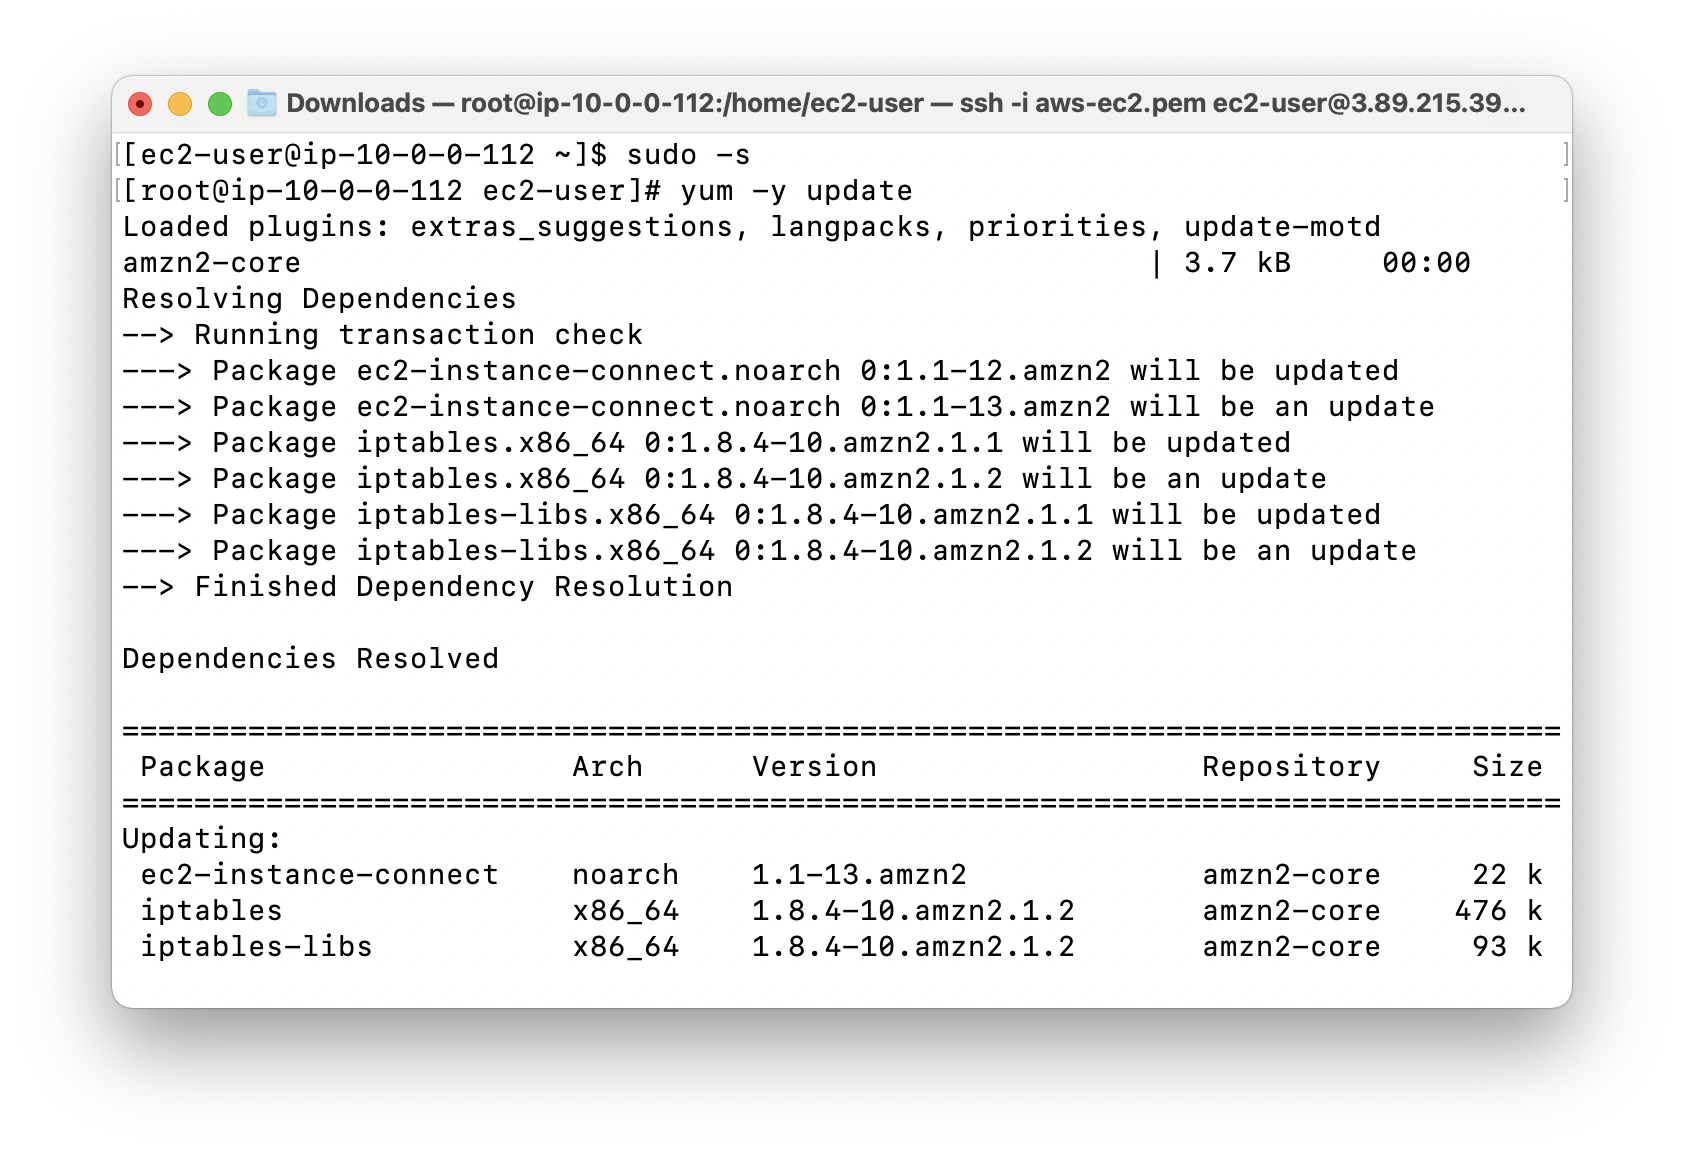 Downloads — root@ip-10-0-0-112:/home/ec2-user — ssh -i aws-ec2.pem ec2-user@3.89.215.39...
[[ec2-user@ip-10-0-0-112 ~]$ sudo -s ]
[[root@ip-10-0-0-112 ec2-user]# yum -y update ]
Loaded plugins: extras_suggestions, langpacks, priorities, update-motd
amzn2-core | 3.7 kB 00:00
Resolving Dependencies
--> Running transaction check
---> Package ec2-instance-connect.noarch 0:1.1-12.amzn2 will be updated
---> Package ec2-instance-connect.noarch 0:1.1-13.amzn2 will be an update
---> Package iptables.x86_64 0:1.8.4-10.amzn2.1.1 will be updated
---> Package iptables.x86_64 0:1.8.4-10.amzn2.1.2 will be an update
---> Package iptables-libs.x86_64 0:1.8.4-10.amzn2.1.1 will be updated
---> Package iptables-libs.x86_64 0:1.8.4-10.amzn2.1.2 will be an update
--> Finished Dependency Resolution
Dependencies Resolved
================================================================================
Package Arch Version Repository Size
================================================================================
Updating:
ec2-instance-connect noarch 1.1-13.amzn2 amzn2-core 22 k
iptables x86_64 1.8.4-10.amzn2.1.2 amzn2-core 476 k
iptables-libs x86_64 1.8.4-10.amzn2.1.2 amzn2-core 93 k